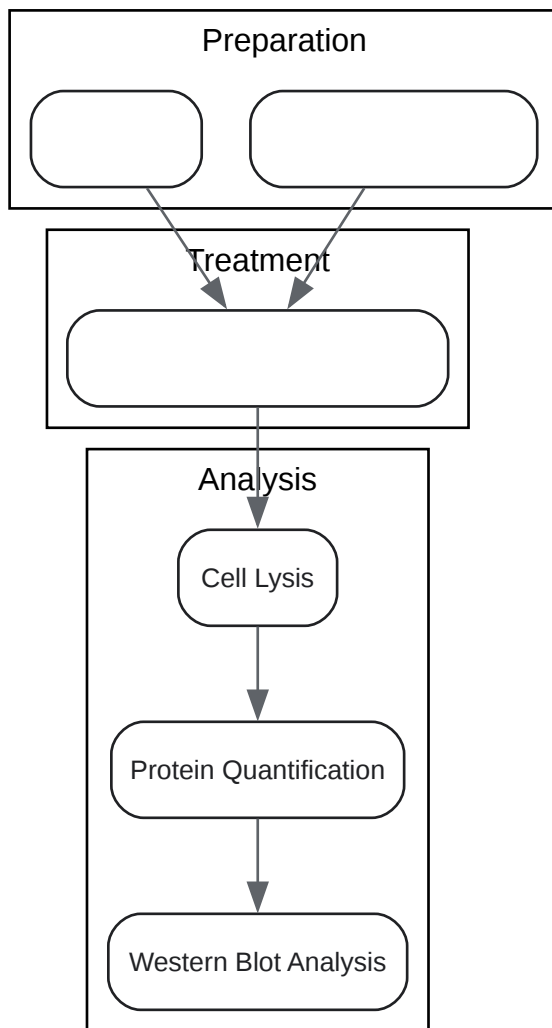 Preparation
Treatment
Analysis
Cell Lysis
Protein Quantification
Western Blot Analysis